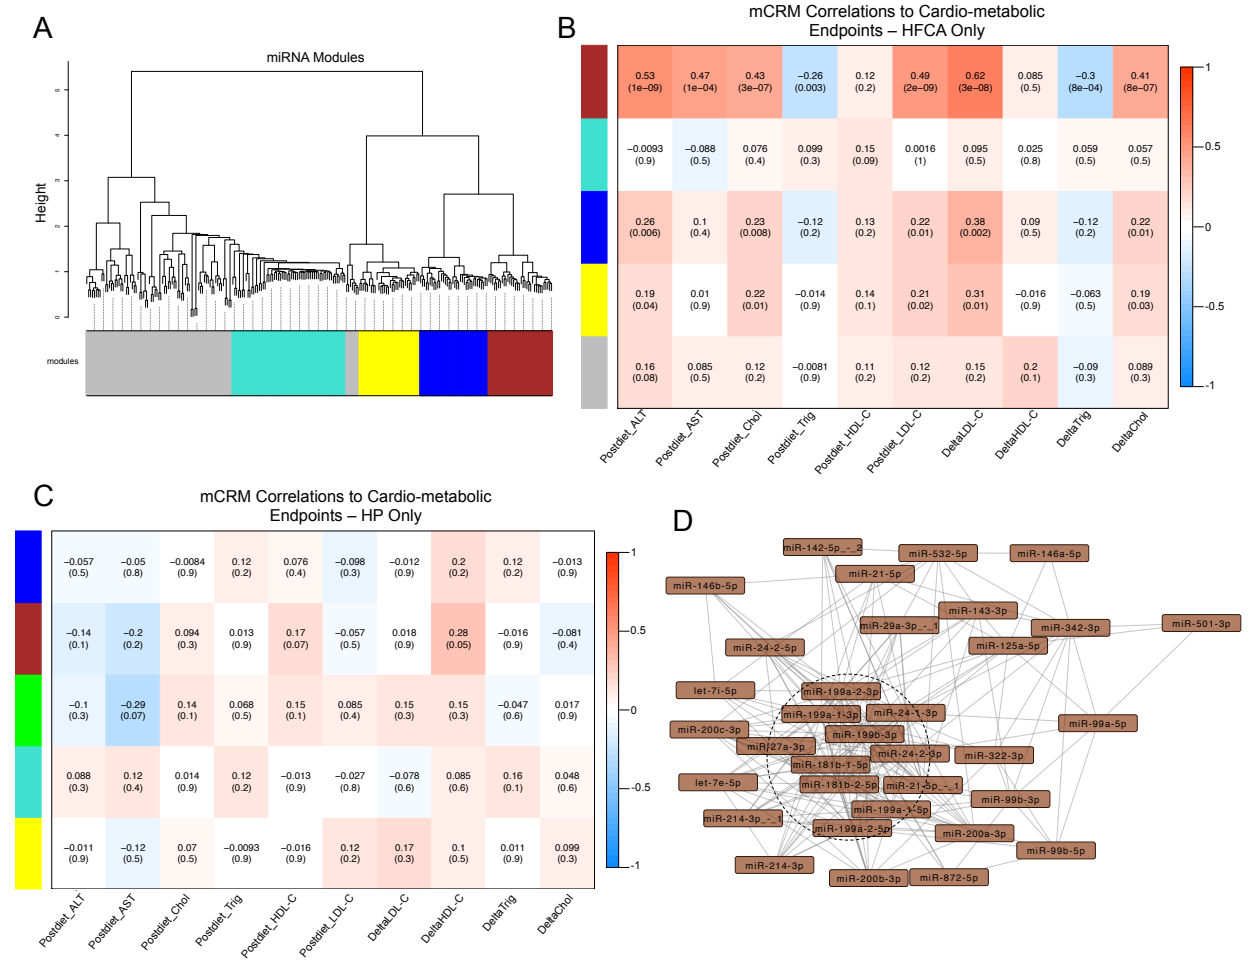 A
miRNA Modules
Height
0
1
2
3
4
5
modules
B
mCRM Correlations to Cardio-metabolic
Endpoints – HFCA Only
0.53 0.47 0.43 −0.26 0.12 0.49 0.62 0.085 −0.3 0.41
(1e−09) (1e−04) (3e−07) (0.003) (0.2) (2e−09) (3e−08) (0.5) (8e−04) (8e−07)
−0.0093 −0.088 0.076 0.099 0.15 0.0016 0.095 0.025 0.059 0.057
(0.9) (0.5) (0.4) (0.3) (0.09) (1) (0.5) (0.8) (0.5) (0.5)
0.26 0.1 0.23 −0.12 0.13 0.22 0.38 0.09 −0.12 0.22
(0.006) (0.4) (0.008) (0.2) (0.2) (0.01) (0.002) (0.5) (0.2) (0.01)
0.19 0.01 0.22 −0.014 0.14 0.21 0.31 −0.016 −0.063 0.19
(0.04) (0.9) (0.01) (0.9) (0.1) (0.02) (0.01) (0.9) (0.5) (0.03)
0.16 0.085 0.12 −0.0081 0.11 0.12 0.15 0.2 −0.09 0.089
(0.08) (0.5) (0.2) (0.9) (0.2) (0.2) (0.2) (0.1) (0.3) (0.3)
Postdiet_ALT Postdiet_AST Postdiet_Chol Postdiet_Trig Postdiet_HDL-C Postdiet_LDL-C DeltaLDL-C DeltaHDL-C DeltaTrig DeltaChol
1
0.5
0
-0.5
-1
C
mCRM Correlations to Cardio-metabolic
Endpoints – HP Only
−0.057 −0.05 −0.0084 0.12 0.076 −0.098 −0.012 0.2 0.12 −0.013
(0.5) (0.8) (0.9) (0.2) (0.4) (0.3) (0.9) (0.2) (0.2) (0.9)
−0.14 −0.2 0.094 0.013 0.17 −0.057 0.018 0.28 −0.016 −0.081
(0.1) (0.2) (0.3) (0.9) (0.07) (0.5) (0.9) (0.05) (0.9) (0.4)
−0.1 −0.29 0.14 0.068 0.15 0.085 0.15 0.15 −0.047 0.017
(0.3) (0.07) (0.1) (0.5) (0.1) (0.4) (0.3) (0.3) (0.6) (0.9)
0.088 0.12 0.014 0.12 −0.013 −0.027 −0.078 0.085 0.16 0.048
(0.3) (0.4) (0.9) (0.2) (0.9) (0.8) (0.6) (0.6) (0.1) (0.6)
−0.011 −0.12 0.07 −0.0093 −0.016 0.12 0.17 0.1 0.011 0.099
(0.9) (0.5) (0.5) (0.9) (0.9) (0.2) (0.3) (0.5) (0.9) (0.3)
Postdiet_ALT Postdiet_AST Postdiet_Chol Postdiet_Trig Postdiet_HDL-C Postdiet_LDL-C DeltaLDL-C DeltaHDL-C DeltaTrig DeltaChol
1
0.5
0
-0.5
-1
D
miR-142-5p_-_2
miR-532-5p
miR-146a-5p
miR-21-5p
miR-146b-5p
miR-143-3p
miR-29a-3p_-_1
miR-342-3p
miR-501-3p
miR-24-2-5p
miR-125a-5p
let-7i-5p
miR-199a-2-3p
miR-199a-1-3p
miR-24-1-3p
miR-99a-5p
miR-200c-3p
miR-199b-3p
miR-27a-3p
miR-24-2-3p
miR-322-3p
miR-181b-1-5p
let-7e-5p
miR-181b-2-5p
miR-21-5p_-_1
miR-99b-3p
miR-199a-1-5p
miR-214-3p_-_1
miR-199a-2-5p
miR-200a-3p
miR-99b-5p
miR-214-3p
miR-200b-3p
miR-872-5p